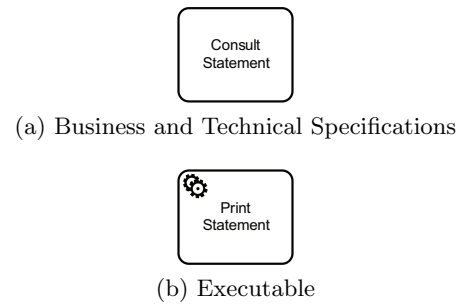 Consult
Statement
(a) Business and Technical Specifications
Print
Statement
(b) Executable